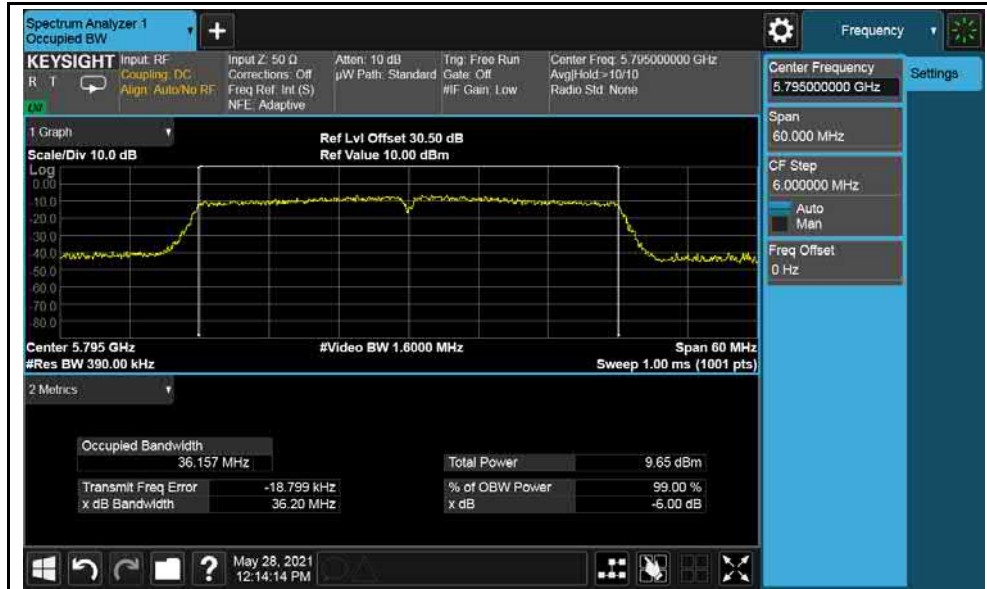 Spectrum Analyzer 1
Occupied BW
+
Frequency
KEYSIGHT
R T
LXI
Input: RF
Coupling: DC
Align: Auto/No RF
Input Z: 50 Ω
Corrections: Off
Freq Ref: Int (S)
NFE: Adaptive
Atten: 10 dB
µW Path: Standard
Trig: Free Run
Gate: Off
#IF Gain: Low
Center Freq: 5.795000000 GHz
Avg|Hold:>10/10
Radio Std: None
Center Frequency
5.795000000 GHz
Settings
Span
60.000 MHz
CF Step
6.000000 MHz
Auto
Man
Freq Offset
0 Hz
1 Graph
Scale/Div 10.0 dB
Ref Lvl Offset 30.50 dB
Ref Value 10.00 dBm
Log
0.00
-10.0
-20.0
-30.0
-40.0
-50.0
-60.0
-70.0
-80.0
Center 5.795 GHz
#Video BW 1.6000 MHz
Span 60 MHz
#Res BW 390.00 kHz
Sweep 1.00 ms (1001 pts)
2 Metrics
Occupied Bandwidth
36.157 MHz
Total Power 9.65 dBm
Transmit Freq Error -18.799 kHz
% of OBW Power 99.00 %
x dB Bandwidth 36.20 MHz
x dB -6.00 dB
?
May 28, 2021
12:14:14 PM